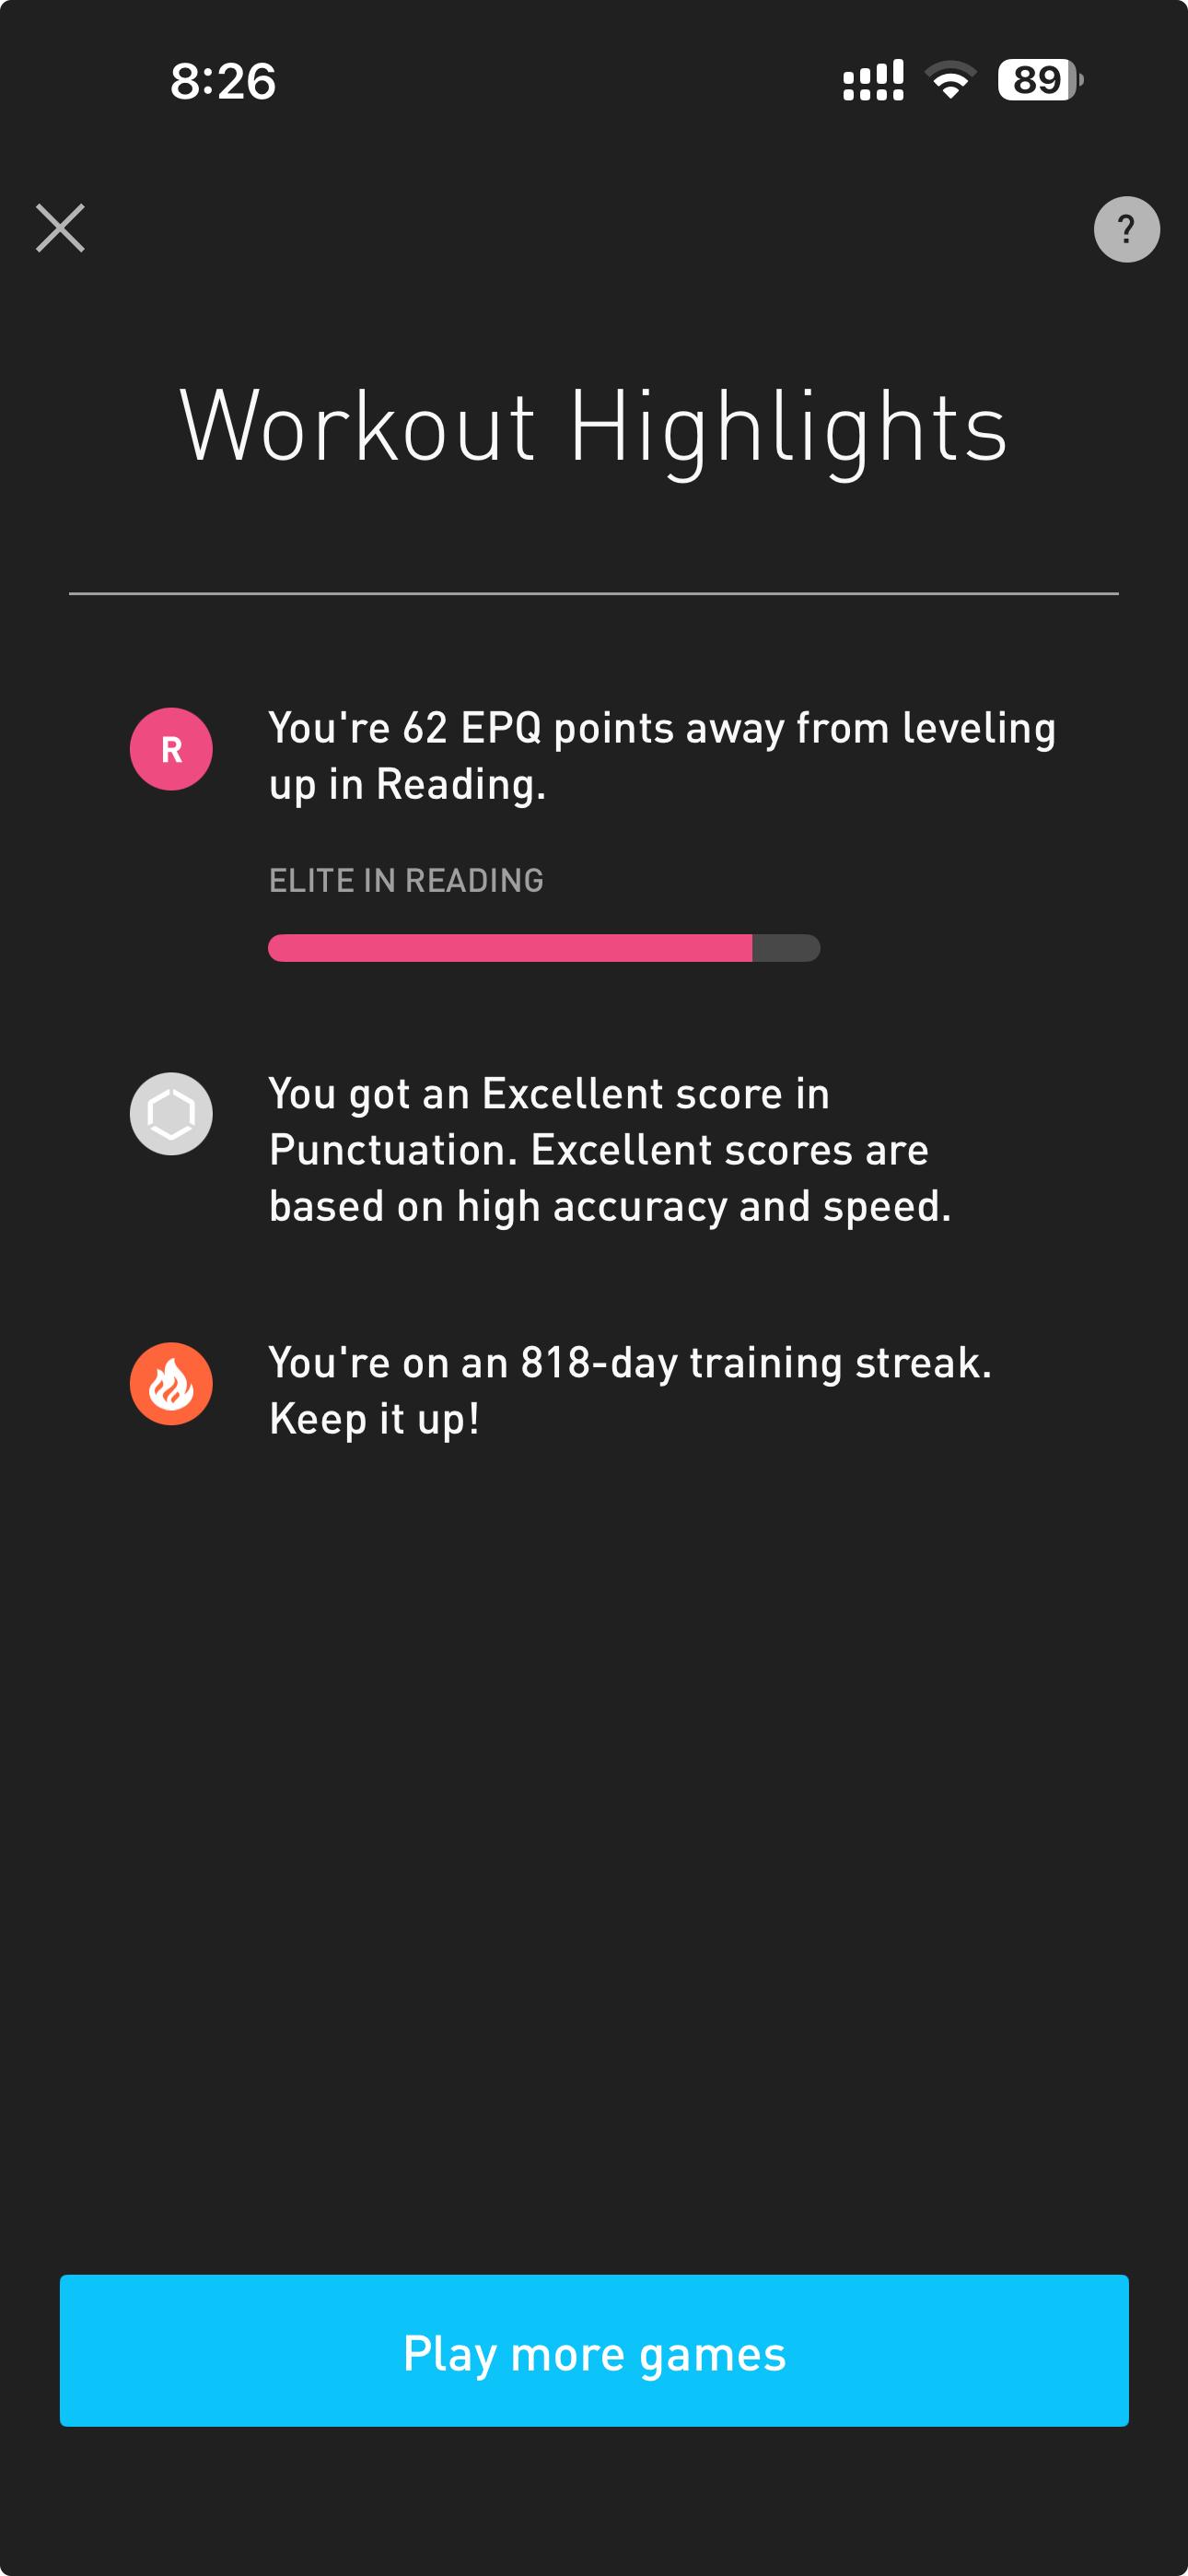 8:26
89
?
Workout Highlights
R
You're 62 EPQ points away from leveling
up in Reading.
ELITE IN READING
You got an Excellent score in
Punctuation. Excellent scores are
based on high accuracy and speed.
You're on an 818-day training streak.
Keep it up!
Play more games